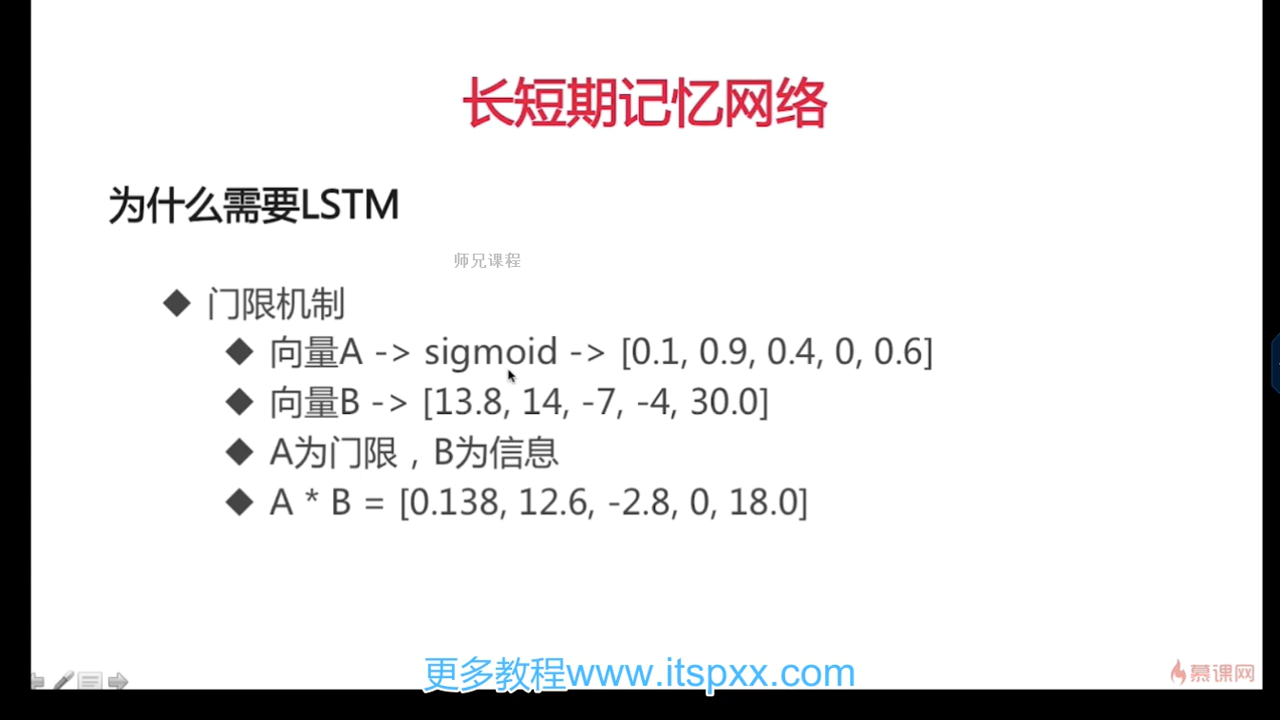 长短期记忆网络
为什么需要LSTM
师兄课程
◆ 门限机制
◆ 向量A -> sigmoid -> [0.1, 0.9, 0.4, 0, 0.6]
◆ 向量B -> [13.8, 14, -7, -4, 30.0]
◆ A为门限，B为信息
◆ A * B = [0.138, 12.6, -2.8, 0, 18.0]
更多教程www.itspxx.com
慕课网